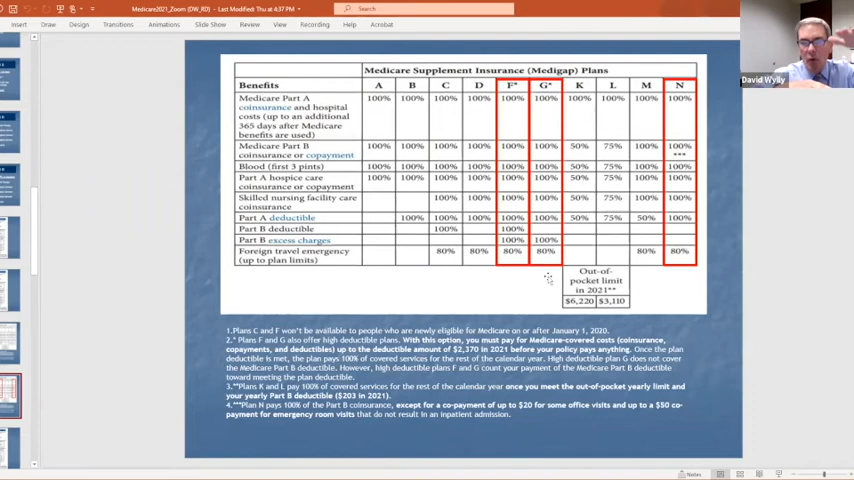 Medicare2021_Zoom (DW_RD) • Last Modified: Thu at 4:37 PM
Search
Insert Draw Design Transitions Animations Slide Show Review View Recording Help Acrobat
David Wylly
Medicare Supplement Insurance (Medigap) Plans
Benefits A B C D F* G* K L M N
Medicare Part A 100% 100% 100% 100% 100% 100% 100% 100% 100% 100%
coinsurance and hospital
costs (up to an additional
365 days after Medicare
benefits are used)
Medicare Part B 100% 100% 100% 100% 100% 100% 50% 75% 100% 100%
coinsurance or copayment ***
Blood (first 3 pints) 100% 100% 100% 100% 100% 100% 50% 75% 100% 100%
Part A hospice care 100% 100% 100% 100% 100% 100% 50% 75% 100% 100%
coinsurance or copayment
Skilled nursing facility care 100% 100% 100% 100% 50% 75% 100% 100%
coinsurance
Part A deductible 100% 100% 100% 100% 100% 50% 75% 50% 100%
Part B deductible 100% 100%
Part B excess charges 100% 100%
Foreign travel emergency 80% 80% 80% 80% 80% 80%
(up to plan limits)
Out-of-
pocket limit
in 2021**
$6,220 $3,110
1.Plans C and F won't be available to people who are newly eligible for Medicare on or after January 1, 2020.
2.* Plans F and G also offer high deductible plans. With this option, you must pay for Medicare-covered costs (coinsurance,
copayments, and deductibles) up to the deductible amount of $2,370 in 2021 before your policy pays anything. Once the plan
deductible is met, the plan pays 100% of covered services for the rest of the calendar year. High deductible plan G does not cover
the Medicare Part B deductible. However, high deductible plans F and G count your payment of the Medicare Part B deductible
toward meeting the plan deductible.
3.**Plans K and L pay 100% of covered services for the rest of the calendar year once you meet the out-of-pocket yearly limit and
your yearly Part B deductible ($203 in 2021).
4.***Plan N pays 100% of the Part B coinsurance, except for a co-payment of up to $20 for some office visits and up to a $50 co-
payment for emergency room visits that do not result in an inpatient admission.
Notes